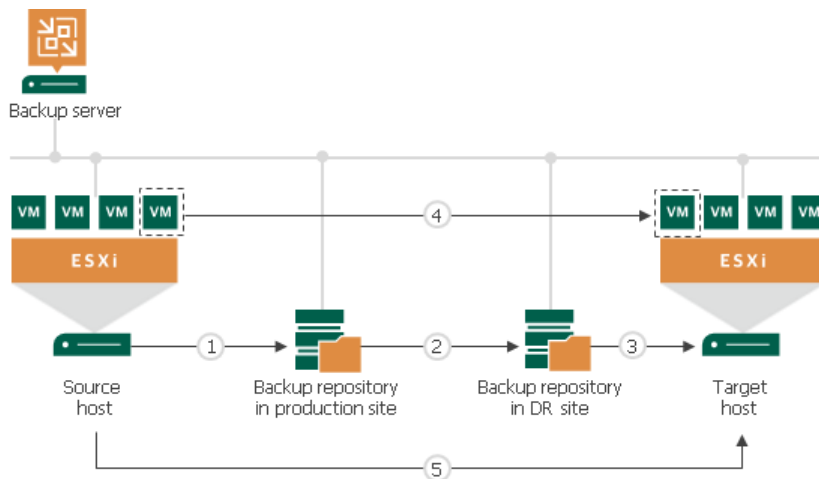 Backup server
VM VM VM VM
4
VM VM VM VM
ESXi
ESXi
1
2
3
Source
host
Backup repository
in production site
Backup repository
in DR site
Target
host
5